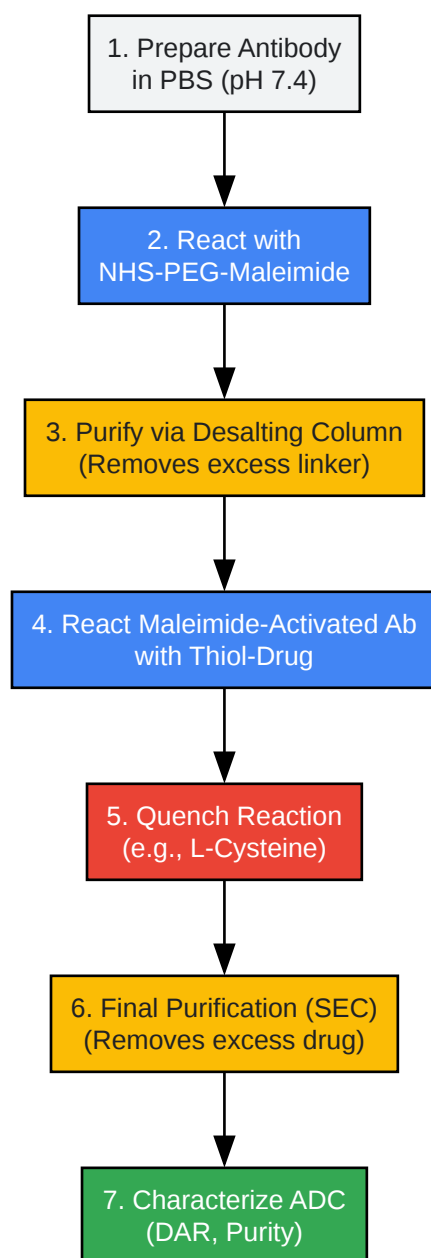 1. Prepare Antibody
in PBS (pH 7.4)
2. React with
NHS-PEG-Maleimide
3. Purify via Desalting Column
(Removes excess linker)
4. React Maleimide-Activated Ab
with Thiol-Drug
5. Quench Reaction
(e.g., L-Cysteine)
6. Final Purification (SEC)
(Removes excess drug)
7. Characterize ADC
(DAR, Purity)